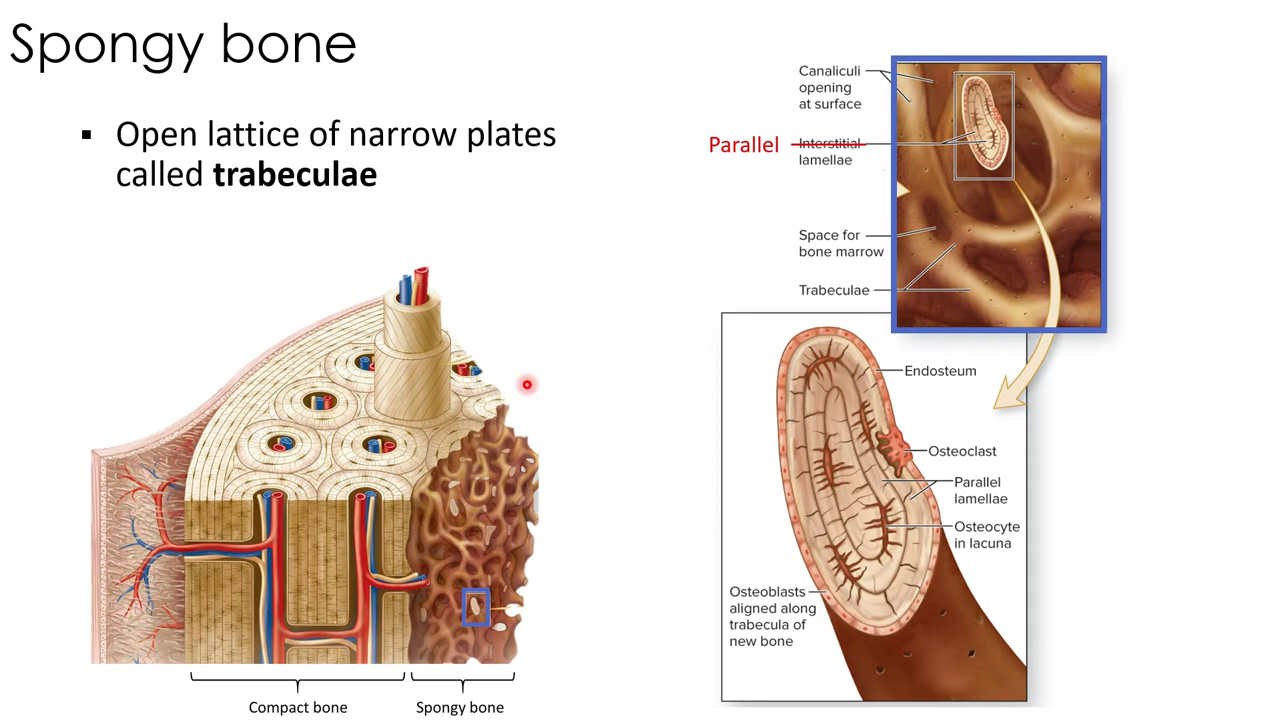 Spongy bone
▪ Open lattice of narrow plates
called trabeculae
Canaliculi
opening
at surface
Parallel Interstitial
lamellae
Space for
bone marrow
Trabeculae
Endosteum
Osteoclast
Parallel
lamellae
Osteocyte
in lacuna
Osteoblasts
aligned along
trabecula of
new bone
Compact bone
Spongy bone